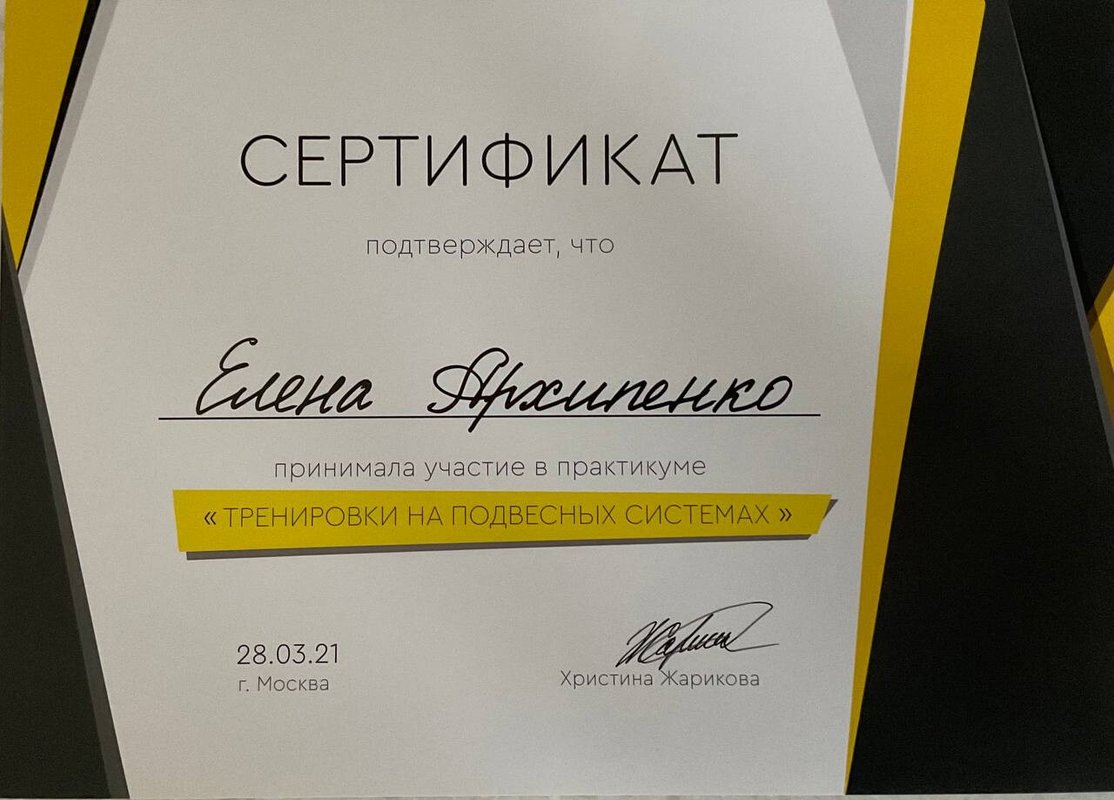 СЕРТИФИКАТ
подтверждает, что
Елена Архипенко
принимала участие в практикуме
« ТРЕНИРОВКИ НА ПОДВЕСНЫХ СИСТЕМАХ »
28.03.21
г. Москва
Христина Жарикова